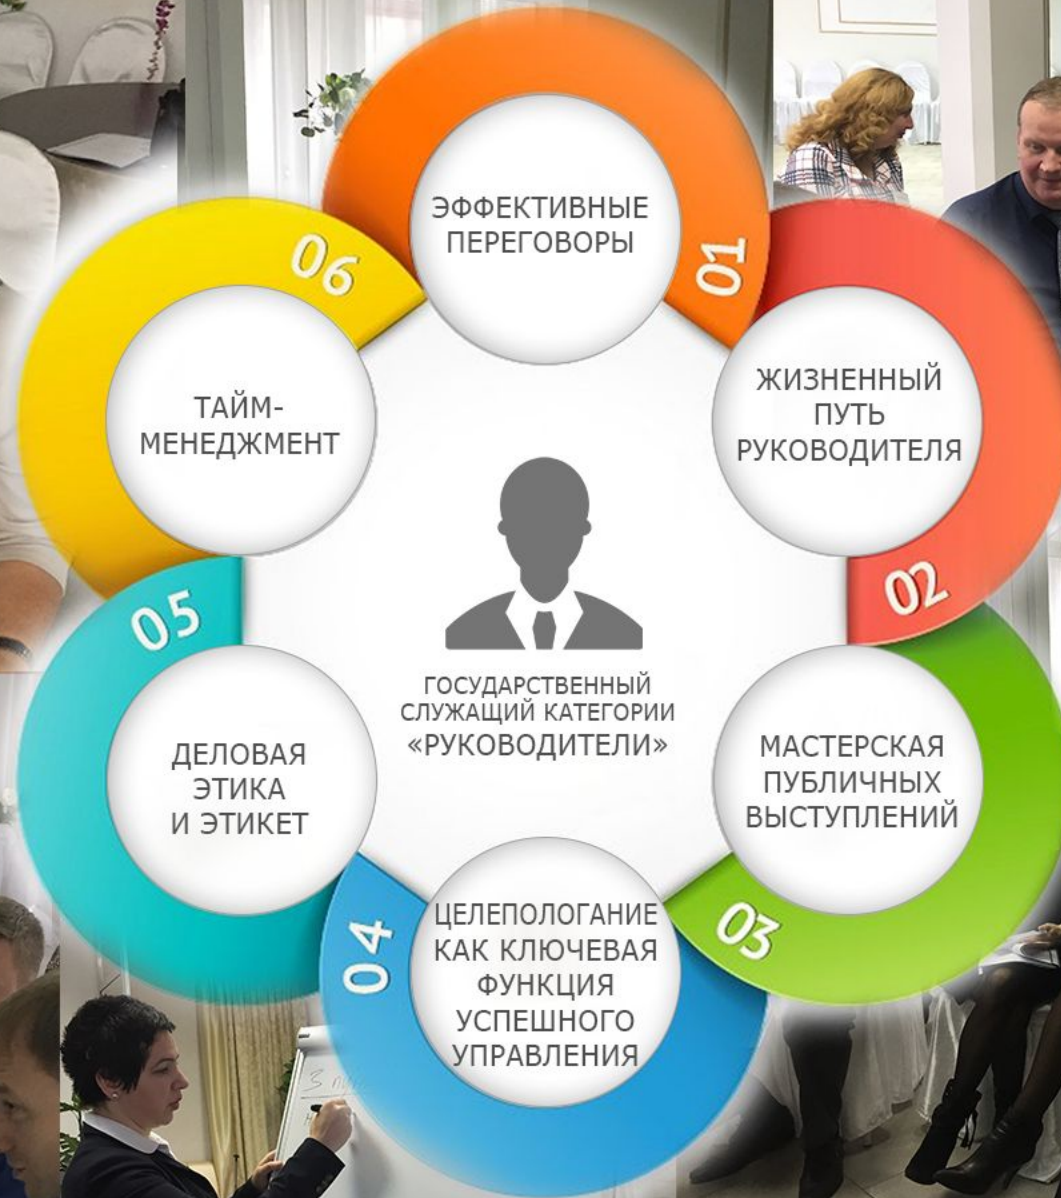 ЭФФЕКТИВНЫЕ
ПЕРЕГОВОРЫ
01
ЖИЗНЕННЫЙ
ПУТЬ
РУКОВОДИТЕЛЯ
02
МАСТЕРСКАЯ
ПУБЛИЧНЫХ
ВЫСТУПЛЕНИЙ
03
ЦЕЛЕПОЛОГАНИЕ
КАК КЛЮЧЕВАЯ
ФУНКЦИЯ
УСПЕШНОГО
УПРАВЛЕНИЯ
04
ДЕЛОВАЯ
ЭТИКА
И ЭТИКЕТ
05
ТАЙМ-
МЕНЕДЖМЕНТ
06
ГОСУДАРСТВЕННЫЙ
СЛУЖАЩИЙ КАТЕГОРИИ
«РУКОВОДИТЕЛИ»
3